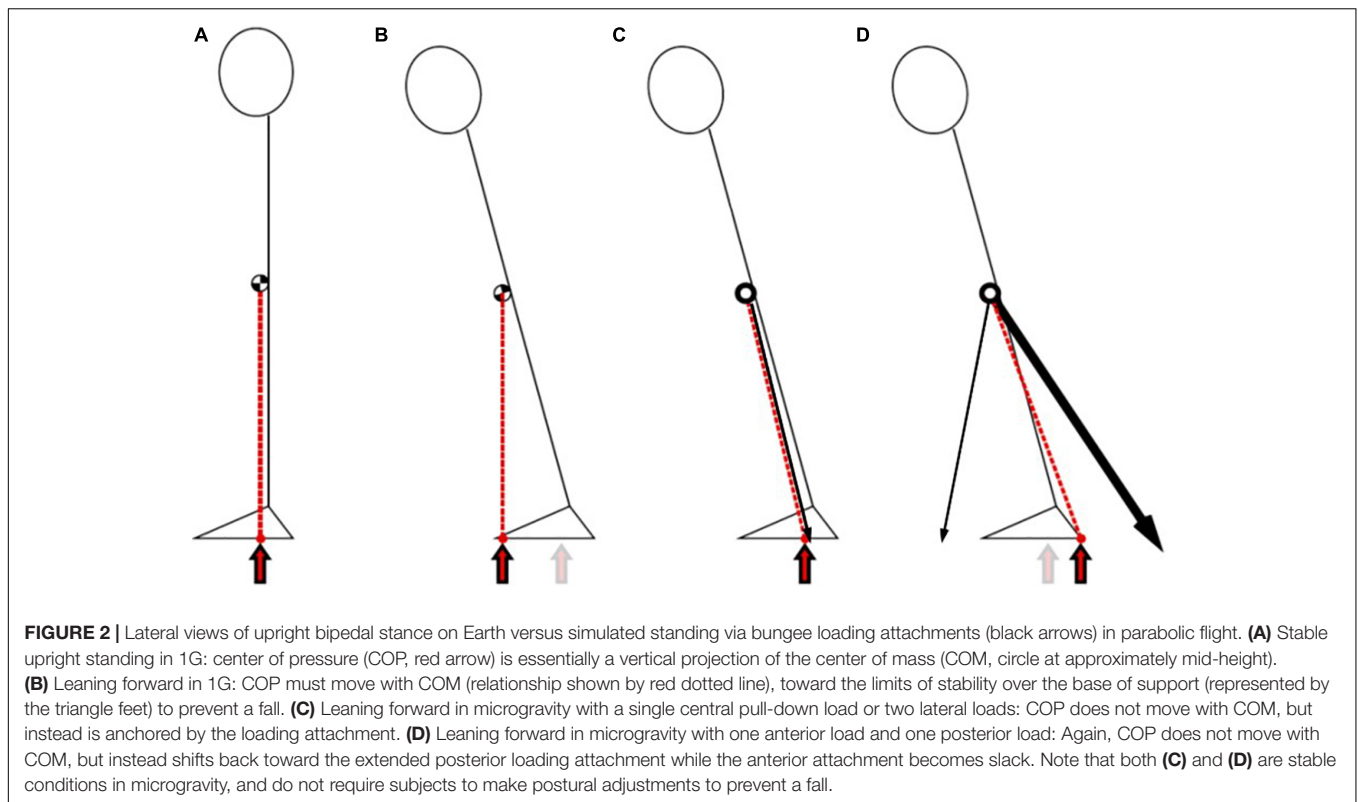 A B C D
FIGURE 2 | Lateral views of upright bipedal stance on Earth versus simulated standing via bungee loading attachments (black arrows) in parabolic flight. (A) Stable
upright standing in 1G: center of pressure (COP, red arrow) is essentially a vertical projection of the center of mass (COM, circle at approximately mid-height).
(B) Leaning forward in 1G: COP must move with COM (relationship shown by red dotted line), toward the limits of stability over the base of support (represented by
the triangle feet) to prevent a fall. (C) Leaning forward in microgravity with a single central pull-down load or two lateral loads: COP does not move with COM, but
instead is anchored by the loading attachment. (D) Leaning forward in microgravity with one anterior load and one posterior load: Again, COP does not move with
COM, but instead shifts back toward the extended posterior loading attachment while the anterior attachment becomes slack. Note that both (C) and (D) are stable
conditions in microgravity, and do not require subjects to make postural adjustments to prevent a fall.